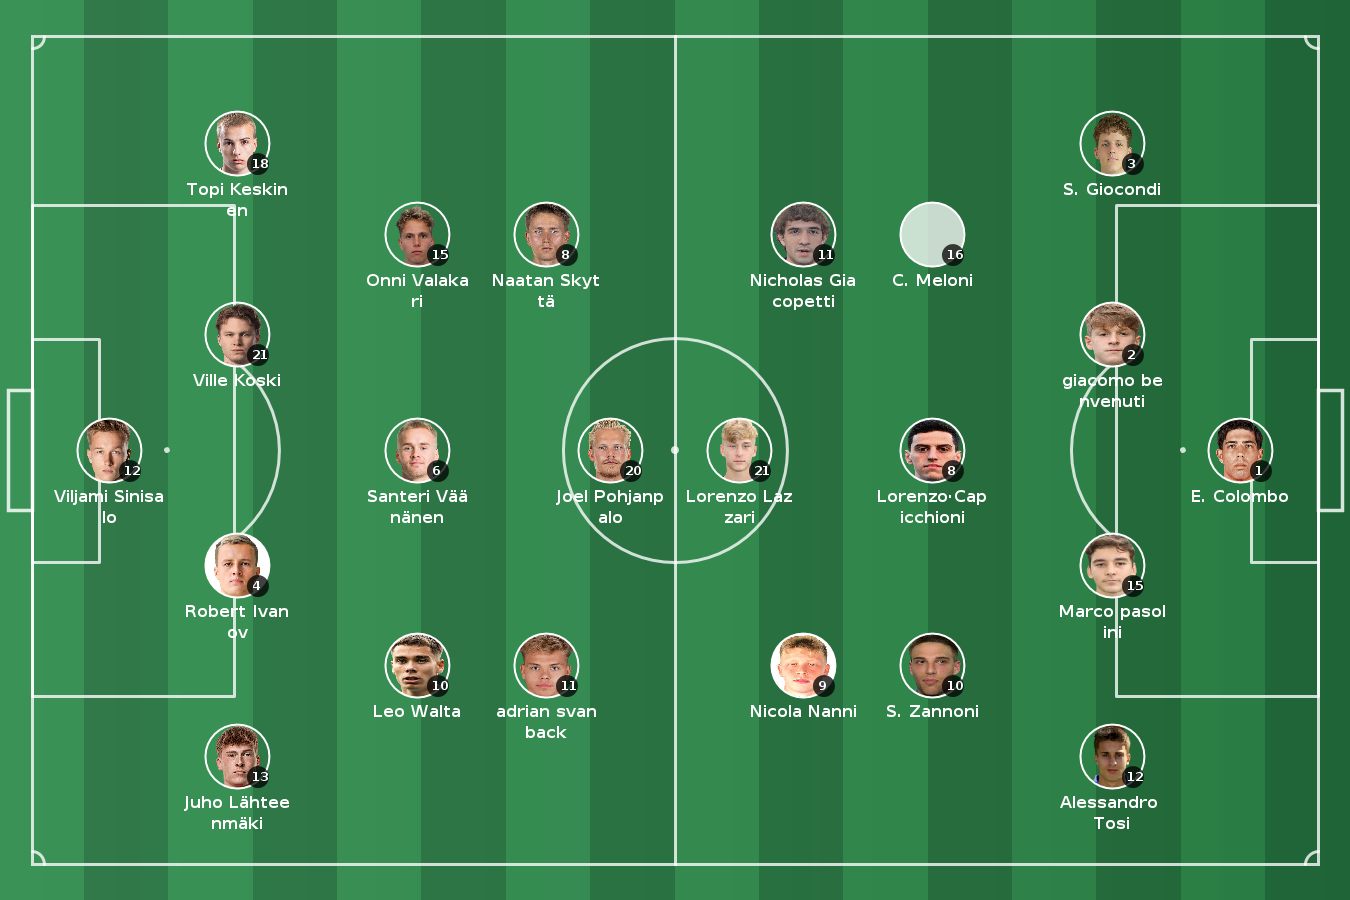 18
Topi Keskin
en
3
S. Giocondi
15
Onni Valaka
ri
8
Naatan Skyt
tä
11
Nicholas Gia
copetti
16
C. Meloni
21
Ville Koski
2
giacomo be
nvenuti
12
Viljami Sinisa
lo
6
Santeri Vää
nänen
20
Joel Pohjanp
alo
21
Lorenzo Laz
zari
8
Lorenzo·Cap
icchioni
1
E. Colombo
4
Robert Ivan
ov
15
Marco pasol
ini
10
Leo Walta
11
adrian svan
back
9
Nicola Nanni
10
S. Zannoni
13
Juho Lähtee
nmäki
12
Alessandro
Tosi